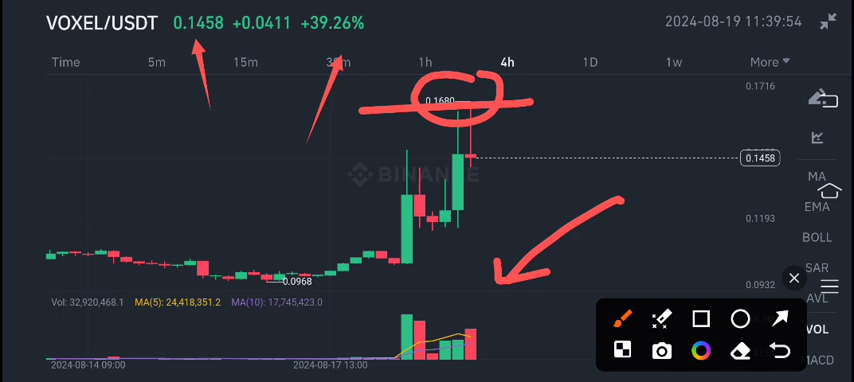 VOXEL/USDT 0.1458 +0.0411 +39.26% 2024-08-19 11:39:54
Time 5m 15m 30m 1h 4h 1D 1w More
0.1716
0.1680
0.1458
BINANCE
MA
EMA
0.1193
BOLL
SAR
0.0968
0.0932
AVL
Vol: 32,920,468.1 MA(5): 24,418,351.2 MA(10): 17,745,423.0
VOL
MACD
2024-08-14 09:00 2024-08-17 13:00